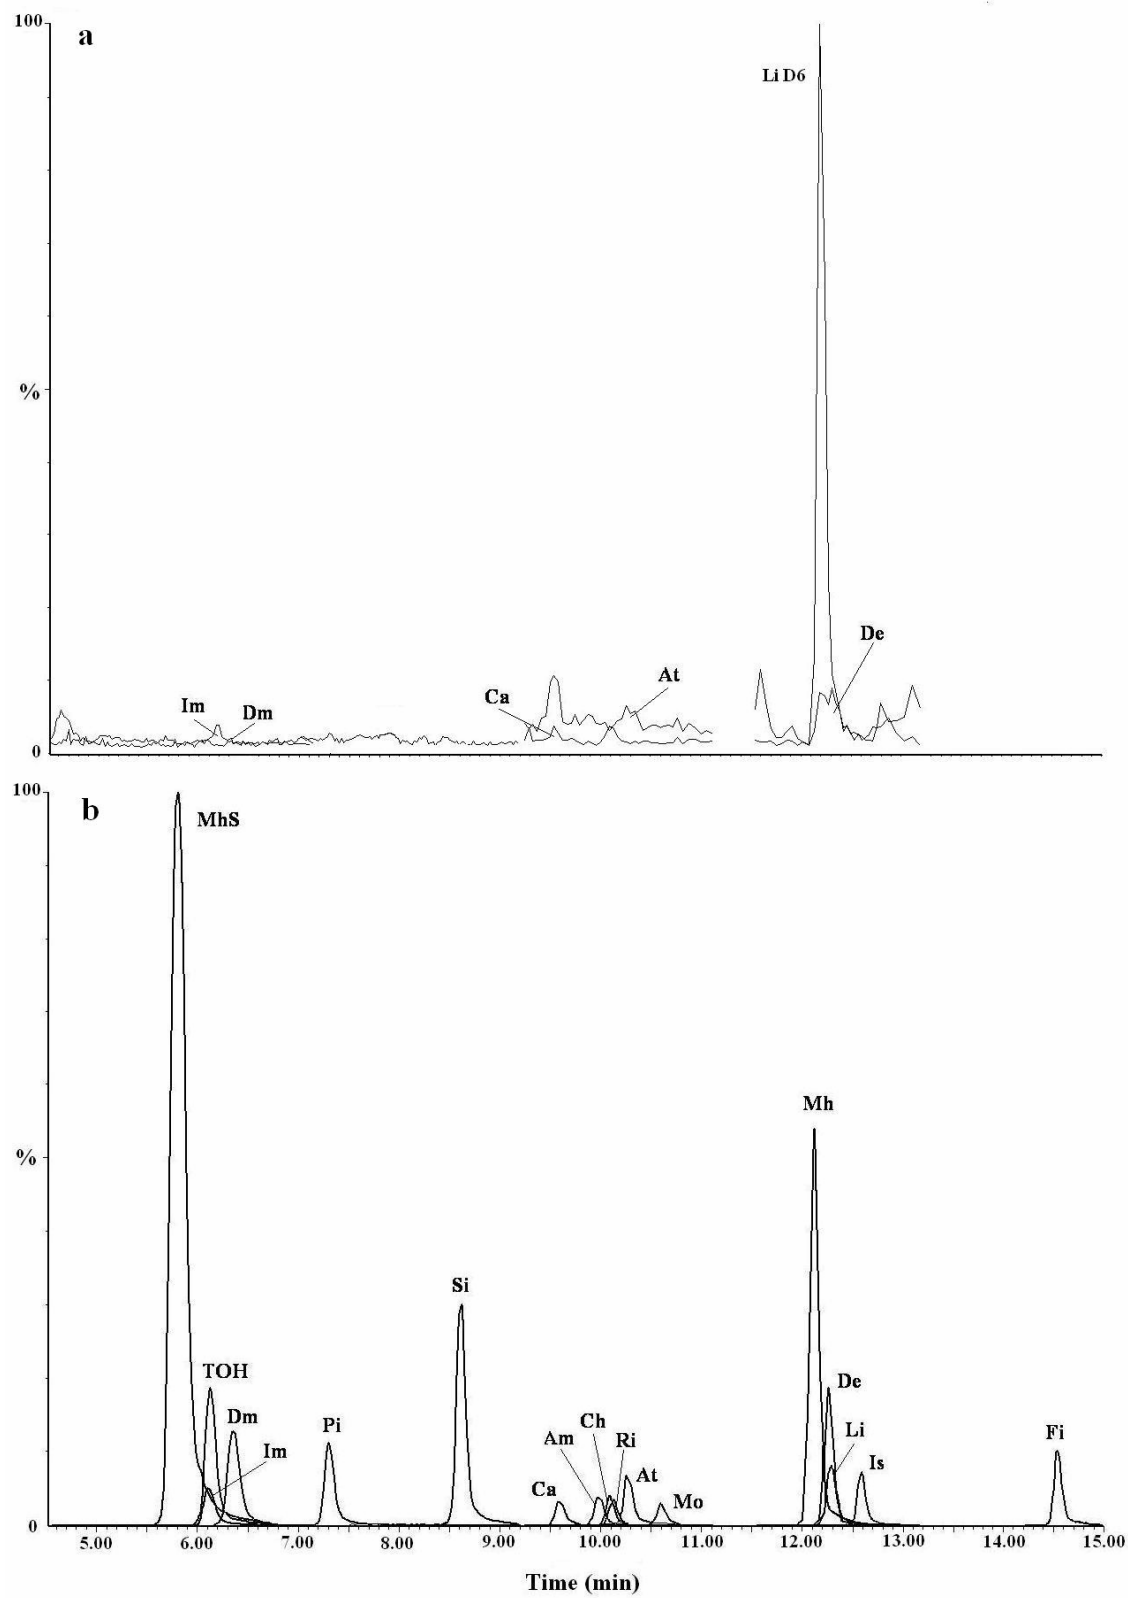 100
a
Li D6
%
De
At
Ca
Im
Dm
0
100
b
MhS
Mh
%
Si
TOH
De
Dm
Pi
Ch
Li
Fi
Am
Ri
Im
Is
At
Ca
Mo
0
5.00 6.00 7.00 8.00 9.00 10.00 11.00 12.00 13.00 14.00 15.00
Time (min)